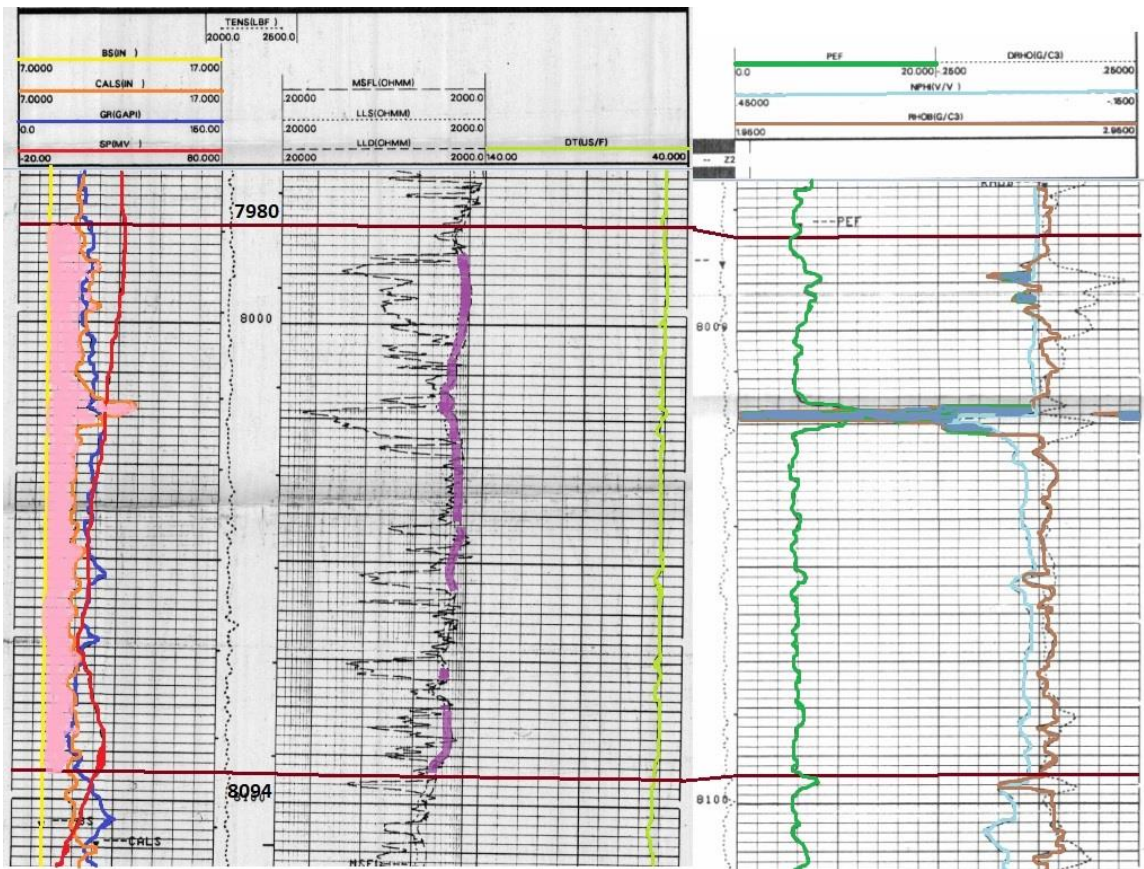 TENS(LBF )
2000.0 2600.0
BS(IN )
7.0000 17.000
CALS(IN )
7.0000 17.000
GR(GAPI)
0.0 150.00
SP(MV )
-20.00 80.000
MSFL(OHMM)
.20000 2000.0
LLS(OHMM)
.20000 2000.0
LLD(OHMM)
.20000 2000.0
DT(US/F)
140.00 40.000
PEF
0.0 20.000
DRHO(G/C3)
-.2500 .25000
NPHI(V/V )
.45000 -.1500
RHOB(G/C3)
1.9500 2.9500
-- Z2
7980
---PEF
8000
8000
8094
8100
8100
---BS
---CALS